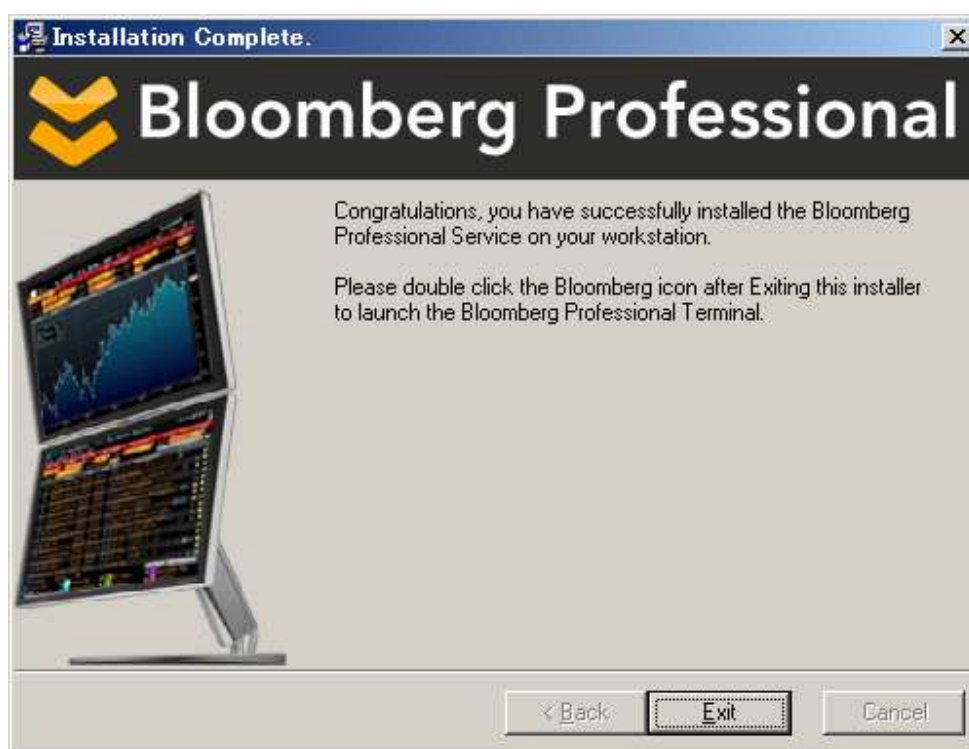 Installation Complete.
Bloomberg Professional
Congratulations, you have successfully installed the Bloomberg
Professional Service on your workstation.
Please double click the Bloomberg icon after Exiting this installer
to launch the Bloomberg Professional Terminal.
< Back Exit Cancel